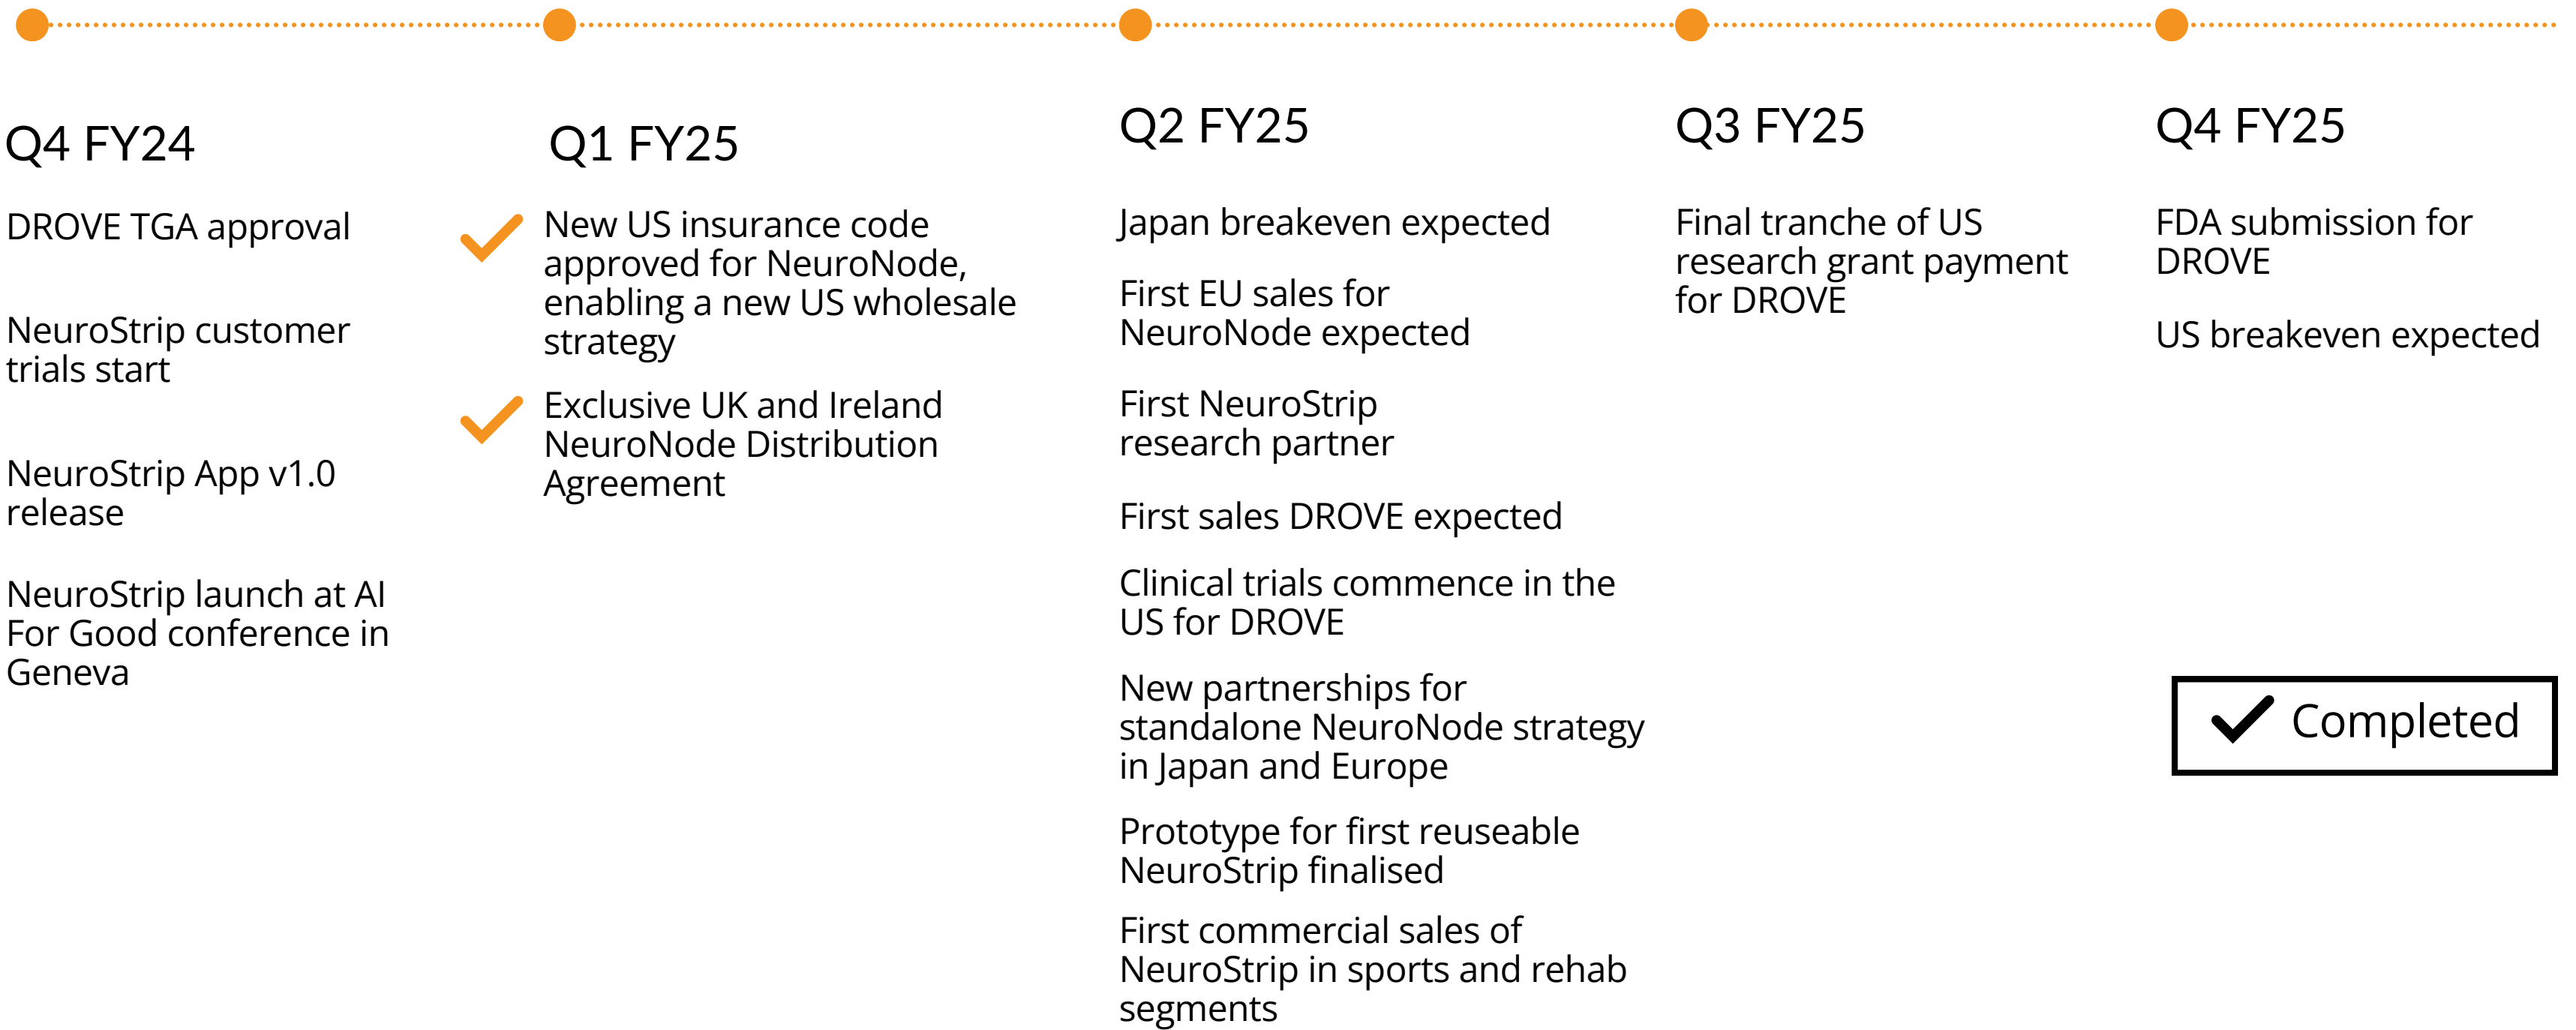 Q4 FY24
DROVE TGA approval
NeuroStrip customer
trials start
NeuroStrip App v1.0
release
NeuroStrip launch at AI
For Good conference in
Geneva
Q1 FY25
New US insurance code
approved for NeuroNode,
enabling a new US wholesale
strategy
Exclusive UK and Ireland
NeuroNode Distribution
Agreement
Q2 FY25
Japan breakeven expected
First EU sales for
NeuroNode expected
First NeuroStrip
research partner
First sales DROVE expected
Clinical trials commence in the
US for DROVE
New partnerships for
standalone NeuroNode strategy
in Japan and Europe
Prototype for first reuseable
NeuroStrip finalised
First commercial sales of
NeuroStrip in sports and rehab
segments
Q3 FY25
Final tranche of US
research grant payment
for DROVE
Q4 FY25
FDA submission for
DROVE
US breakeven expected
Completed